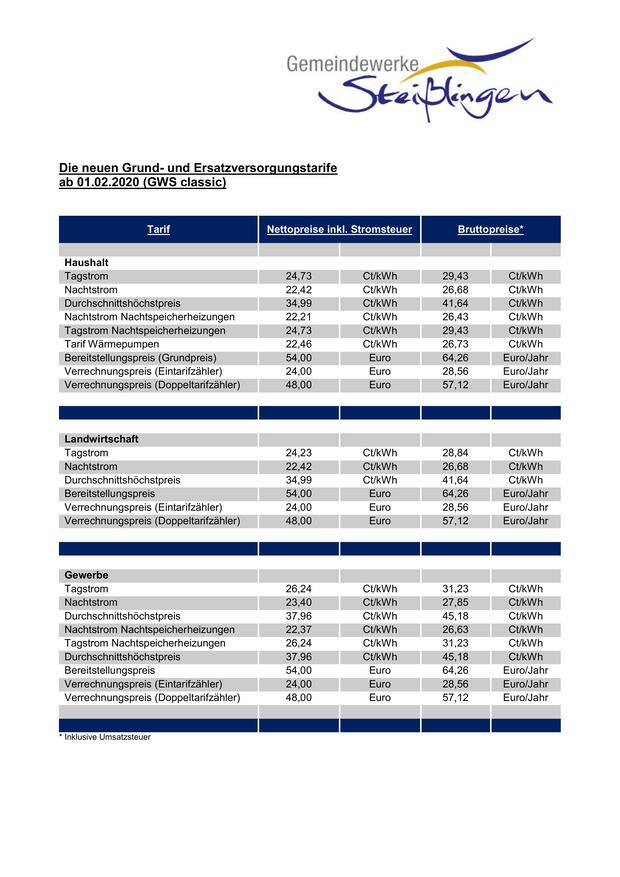 Gemeindewerke
Steißlingen
Die neuen Grund- und Ersatzversorgungstarife
ab 01.02.2020 (GWS classic)
Tarif Nettopreise inkl. Stromsteuer Bruttopreise*
Haushalt
Tagstrom 24,73 Ct/kWh 29,43 Ct/kWh
Nachtstrom 22,42 Ct/kWh 26,68 Ct/kWh
Durchschnittshöchstpreis 34,99 Ct/kWh 41,64 Ct/kWh
Nachtstrom Nachtspeicherheizungen 22,21 Ct/kWh 26,43 Ct/kWh
Tagstrom Nachtspeicherheizungen 24,73 Ct/kWh 29,43 Ct/kWh
Tarif Wärmepumpen 22,46 Ct/kWh 26,73 Ct/kWh
Bereitstellungspreis (Grundpreis) 54,00 Euro 64,26 Euro/Jahr
Verrechnungspreis (Eintarifzähler) 24,00 Euro 28,56 Euro/Jahr
Verrechnungspreis (Doppeltarifzähler) 48,00 Euro 57,12 Euro/Jahr
Landwirtschaft
Tagstrom 24,23 Ct/kWh 28,84 Ct/kWh
Nachtstrom 22,42 Ct/kWh 26,68 Ct/kWh
Durchschnittshöchstpreis 34,99 Ct/kWh 41,64 Ct/kWh
Bereitstellungspreis 54,00 Euro 64,26 Euro/Jahr
Verrechnungspreis (Eintarifzähler) 24,00 Euro 28,56 Euro/Jahr
Verrechnungspreis (Doppeltarifzähler) 48,00 Euro 57,12 Euro/Jahr
Gewerbe
Tagstrom 26,24 Ct/kWh 31,23 Ct/kWh
Nachtstrom 23,40 Ct/kWh 27,85 Ct/kWh
Durchschnittshöchstpreis 37,96 Ct/kWh 45,18 Ct/kWh
Nachtstrom Nachtspeicherheizungen 22,37 Ct/kWh 26,63 Ct/kWh
Tagstrom Nachtspeicherheizungen 26,24 Ct/kWh 31,23 Ct/kWh
Durchschnittshöchstpreis 37,96 Ct/kWh 45,18 Ct/kWh
Bereitstellungspreis 54,00 Euro 64,26 Euro/Jahr
Verrechnungspreis (Eintarifzähler) 24,00 Euro 28,56 Euro/Jahr
Verrechnungspreis (Doppeltarifzähler) 48,00 Euro 57,12 Euro/Jahr
* Inklusive Umsatzsteuer